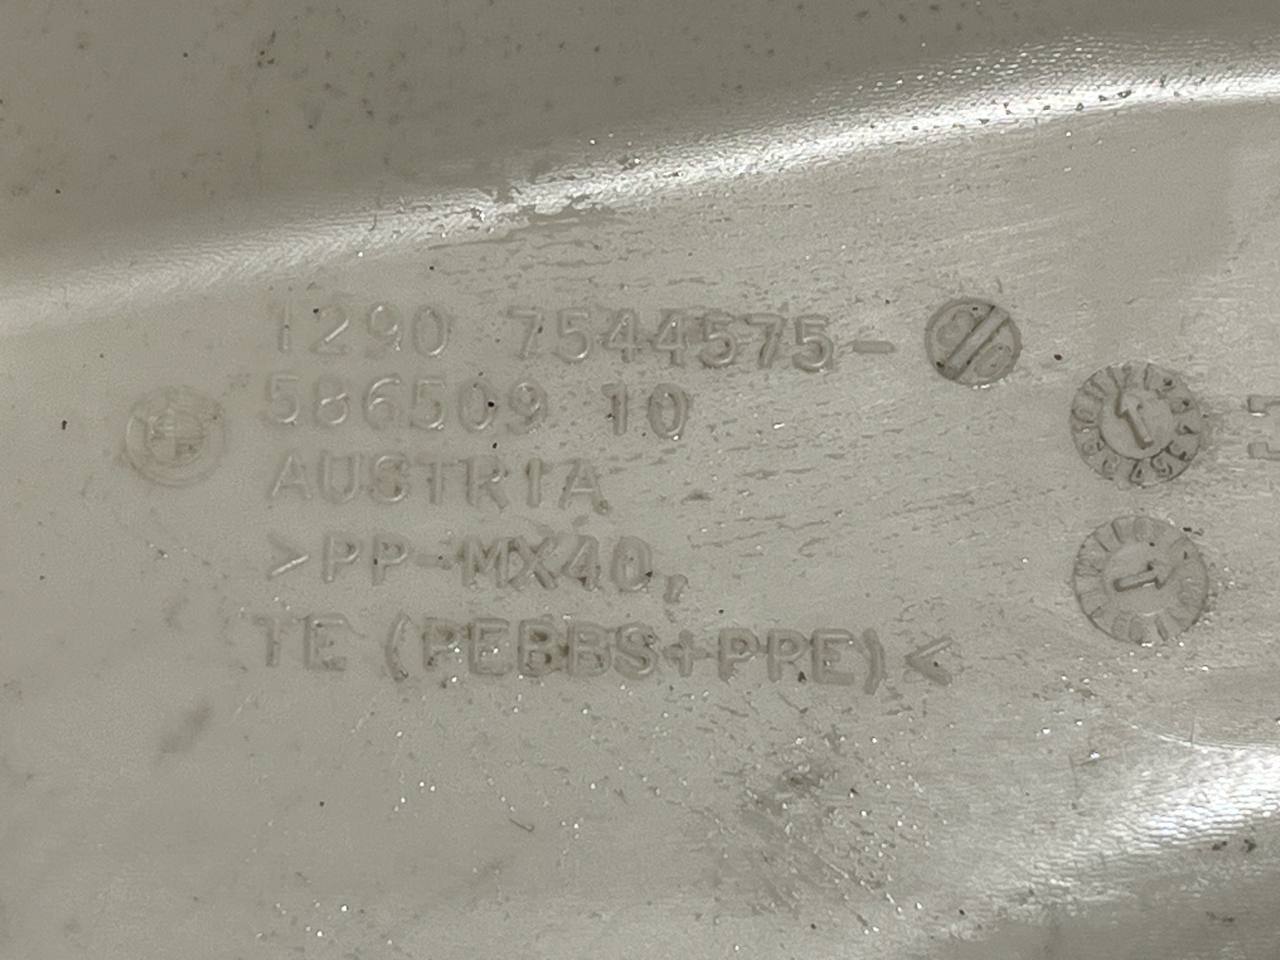 1290 7544575-
586509 10
AUSTRIA
>PP-MX40,
TE (PEBBS+PPE)<